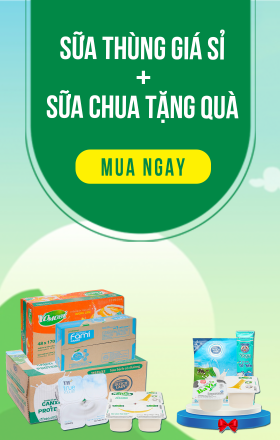 SỮA THÙNG GIÁ SỈ
+
SỮA CHUA TẶNG QUÀ
MUA NGAY